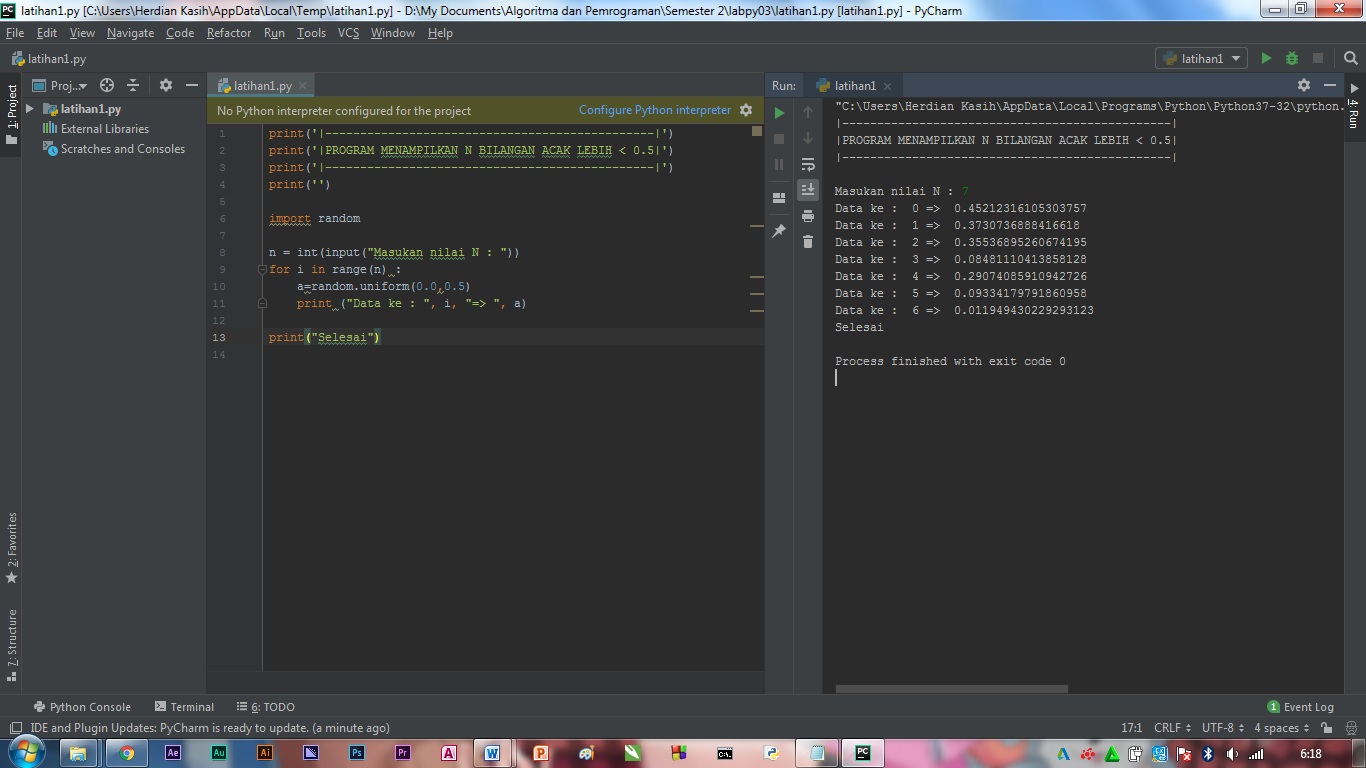 latihan1.py [C:\Users\Herdian Kasih\AppData\Local\Temp\latihan1.py] - D:\My Documents\Algoritma dan Pemrograman\Semester 2\labpy03\latihan1.py [latihan1.py] - PyCharm
File Edit View Navigate Code Refactor Run Tools VCS Window Help
latihan1.py
latihan1
1: Project
Proj...
latihan1.py
External Libraries
Scratches and Consoles
2: Favorites
7: Structure
latihan1.py
No Python interpreter configured for the project Configure Python interpreter
1 print('|-----------------------------------------------|')
2 print('|PROGRAM MENAMPILKAN N BILANGAN ACAK LEBIH < 0.5|')
3 print('|-----------------------------------------------|')
4 print('')
5
6 import random
7
8 n = int(input("Masukan nilai N : "))
9 for i in range(n) :
10 a=random.uniform(0.0,0.5)
11 print ("Data ke : ", i, "=> ", a)
12
13 print("Selesai")
14
Run: latihan1
4: Run
"C:\Users\Herdian Kasih\AppData\Local\Programs\Python\Python37-32\python.
|-----------------------------------------------|
|PROGRAM MENAMPILKAN N BILANGAN ACAK LEBIH < 0.5|
|-----------------------------------------------|
Masukan nilai N : 7
Data ke :  0 =>  0.45212316105303757
Data ke :  1 =>  0.3730736888416618
Data ke :  2 =>  0.35536895260674195
Data ke :  3 =>  0.08481110413858128
Data ke :  4 =>  0.29074085910942726
Data ke :  5 =>  0.09334179791860958
Data ke :  6 =>  0.011949430229293123
Selesai
Process finished with exit code 0
Python Console Terminal 6: TODO 1 Event Log
IDE and Plugin Updates: PyCharm is ready to update. (a minute ago) 17:1 CRLF UTF-8 4 spaces
Ae Au Ai Ps Pr A W P PC 6:18